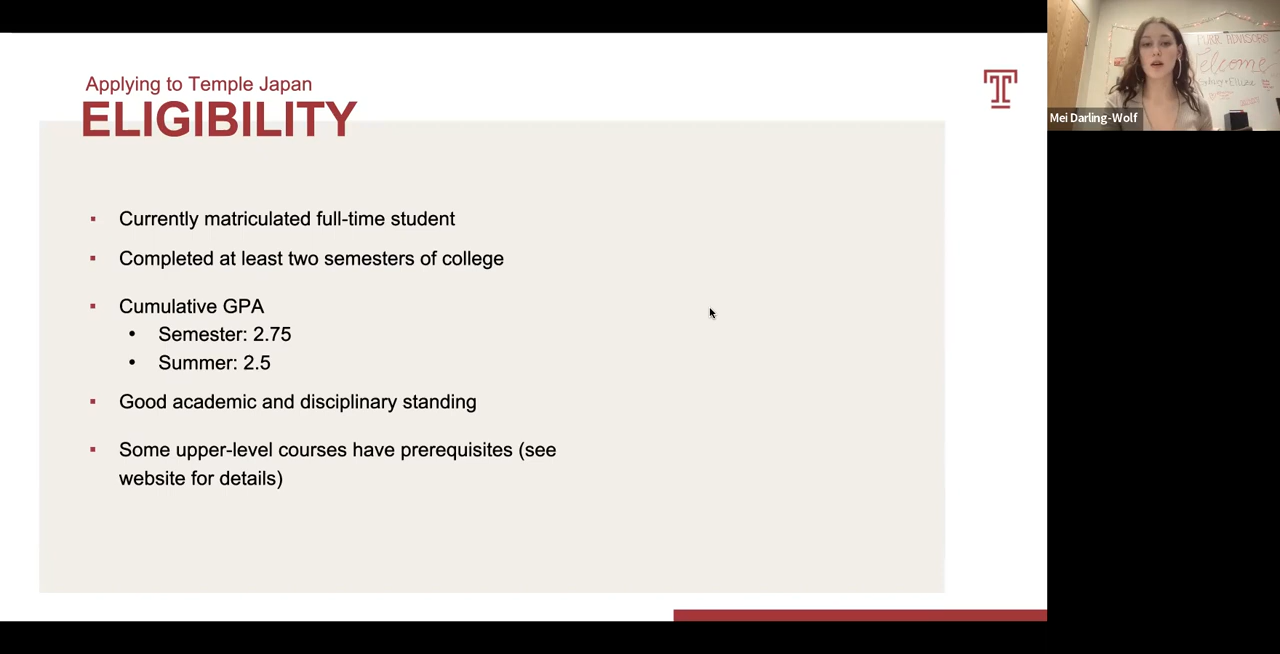 Applying to Temple Japan
ELIGIBILITY
▪ Currently matriculated full-time student
▪ Completed at least two semesters of college
▪ Cumulative GPA
• Semester: 2.75
• Summer: 2.5
▪ Good academic and disciplinary standing
▪ Some upper-level courses have prerequisites (see
website for details)
T
Welcome
Mei Darling-Wolf